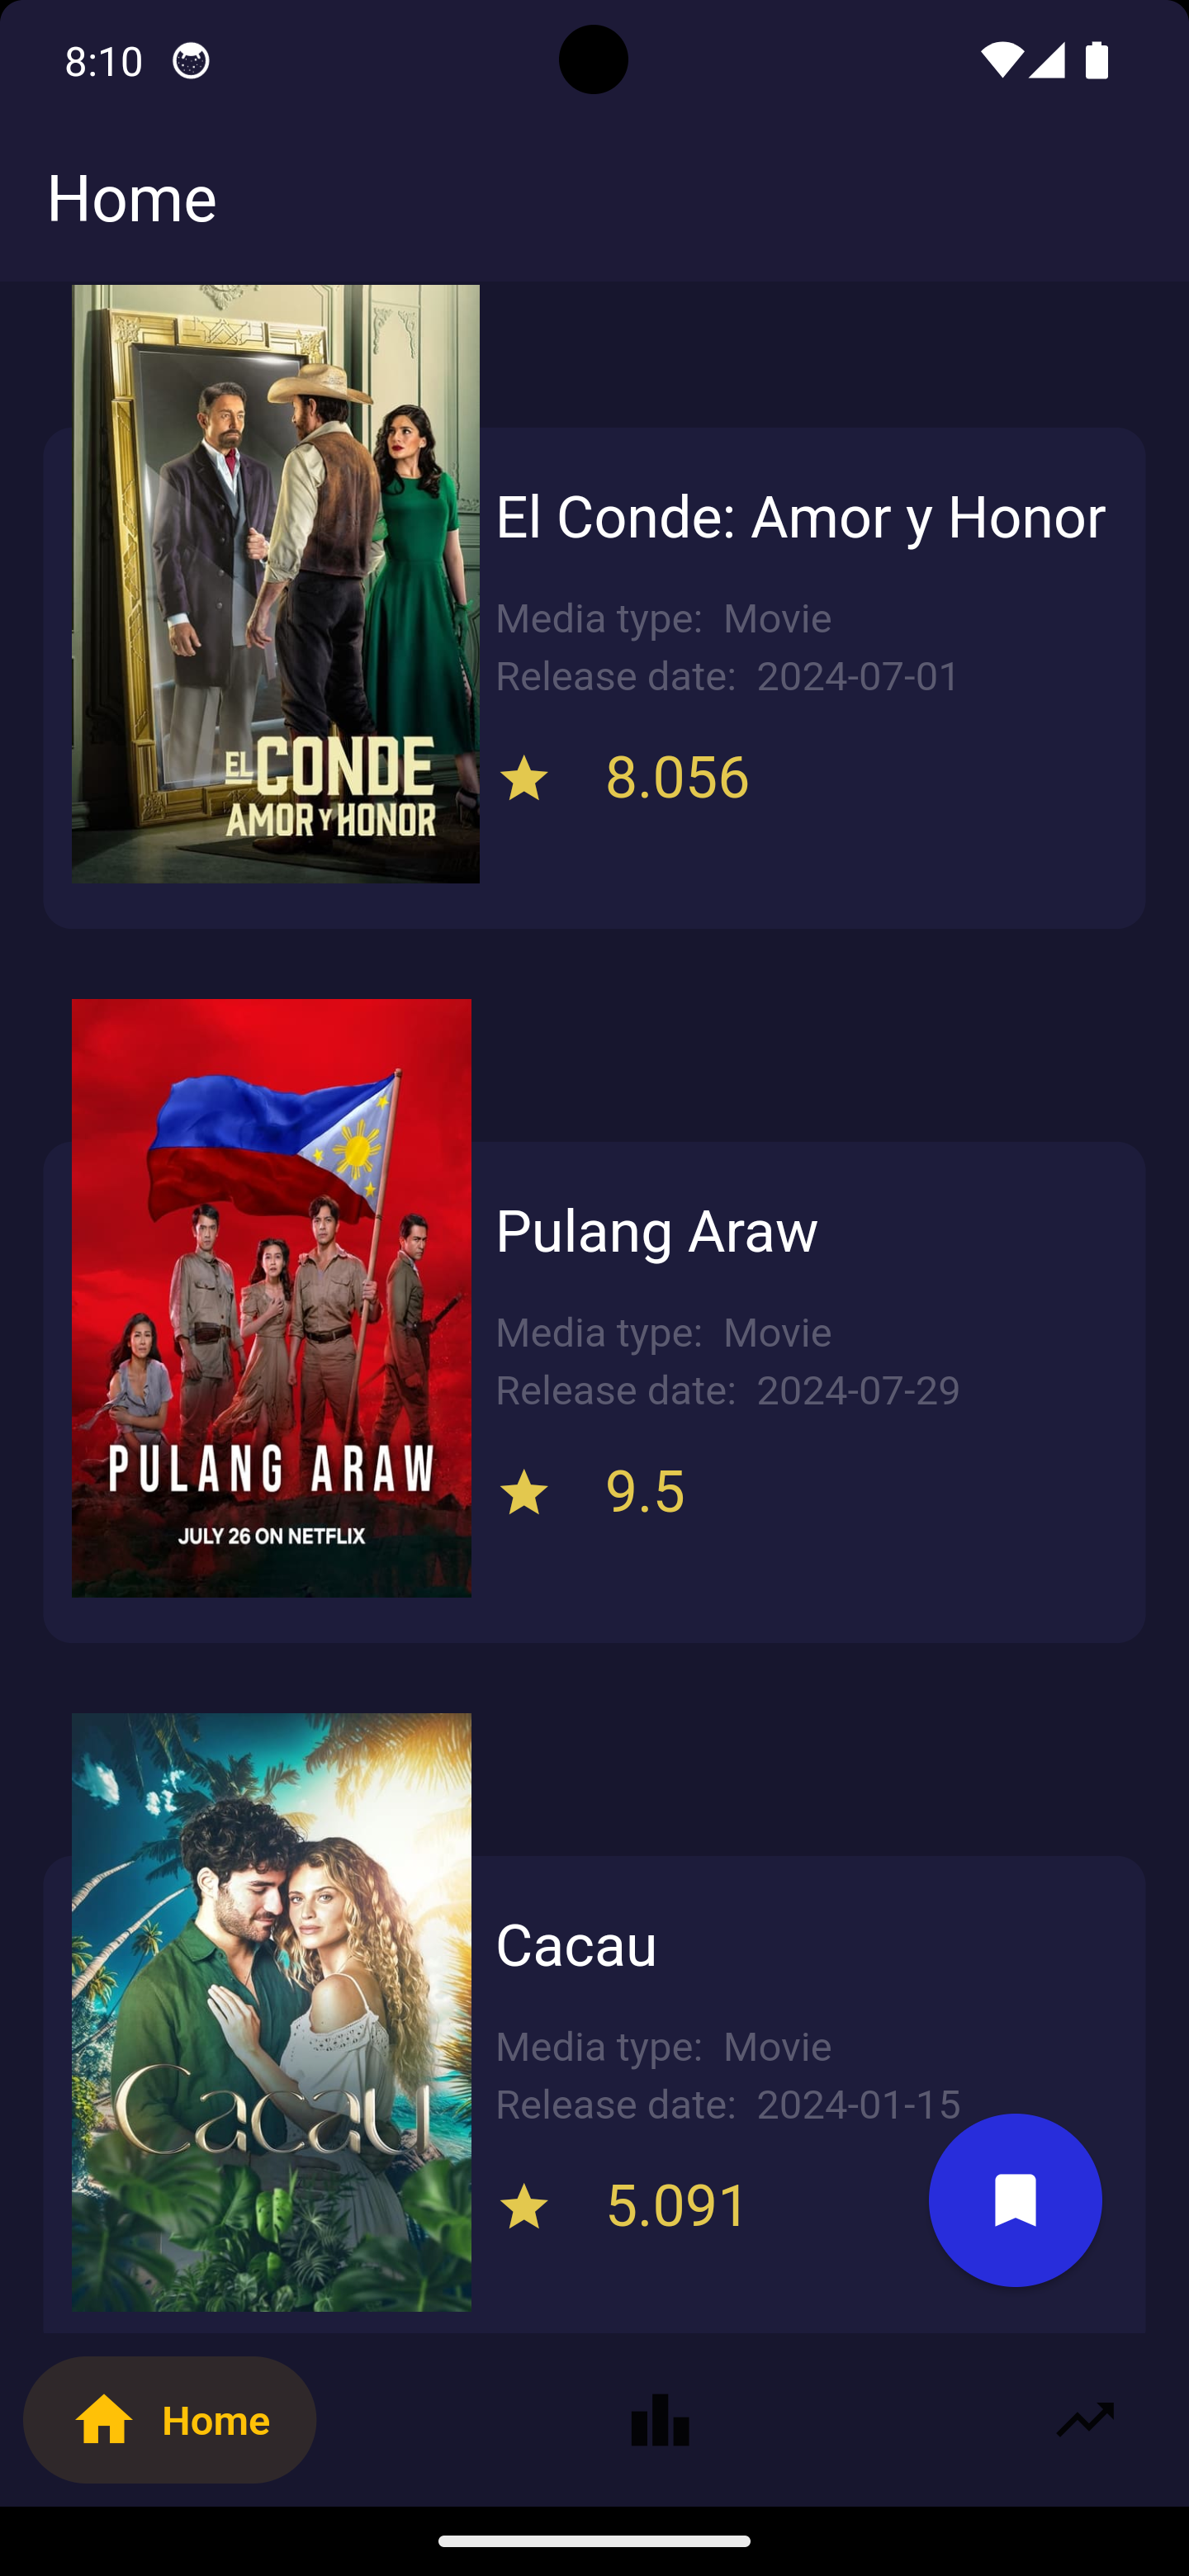 8:10
Home
El Conde: Amor y Honor
Media type: Movie
Release date: 2024-07-01
8.056
EL CONDE
AMOR Y HONOR
Pulang Araw
Media type: Movie
Release date: 2024-07-29
9.5
PULANG ARAW
JULY 26 ON NETFLIX
Cacau
Media type: Movie
Release date: 2024-01-15
5.091
Cacau
Home